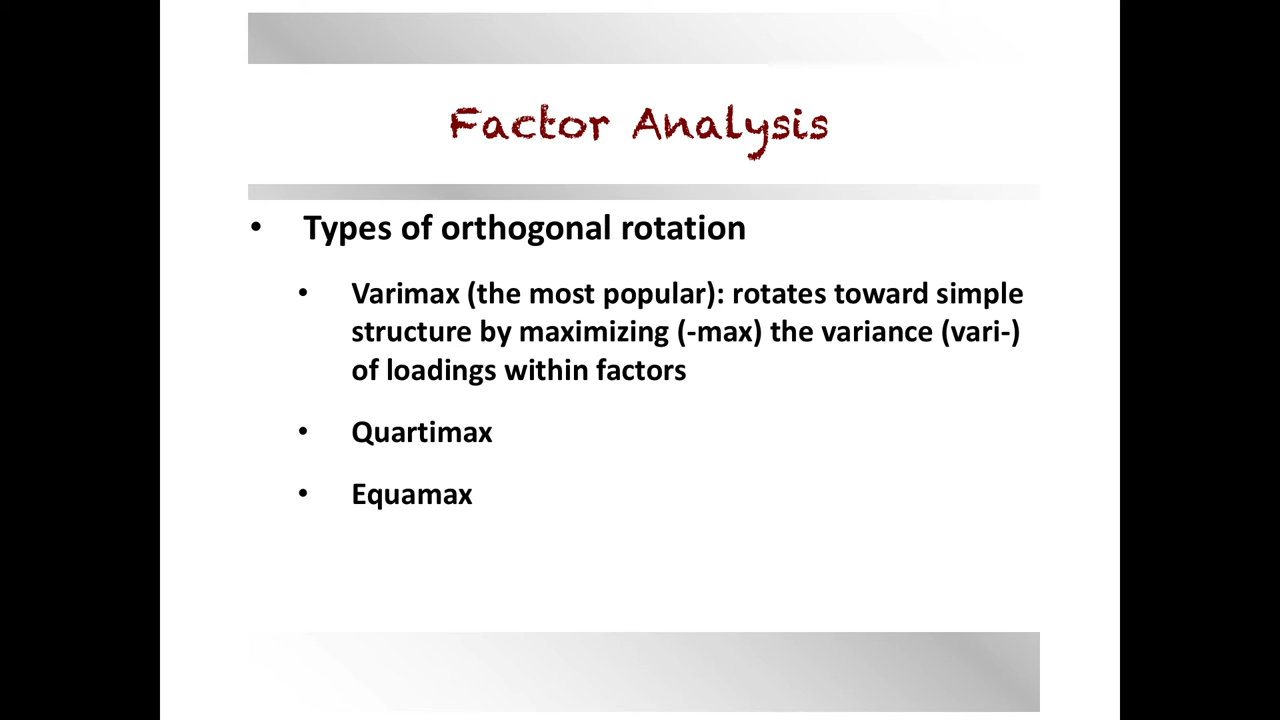 Factor Analysis
• Types of orthogonal rotation
• Varimax (the most popular): rotates toward simple
structure by maximizing (-max) the variance (vari-)
of loadings within factors
• Quartimax
• Equamax